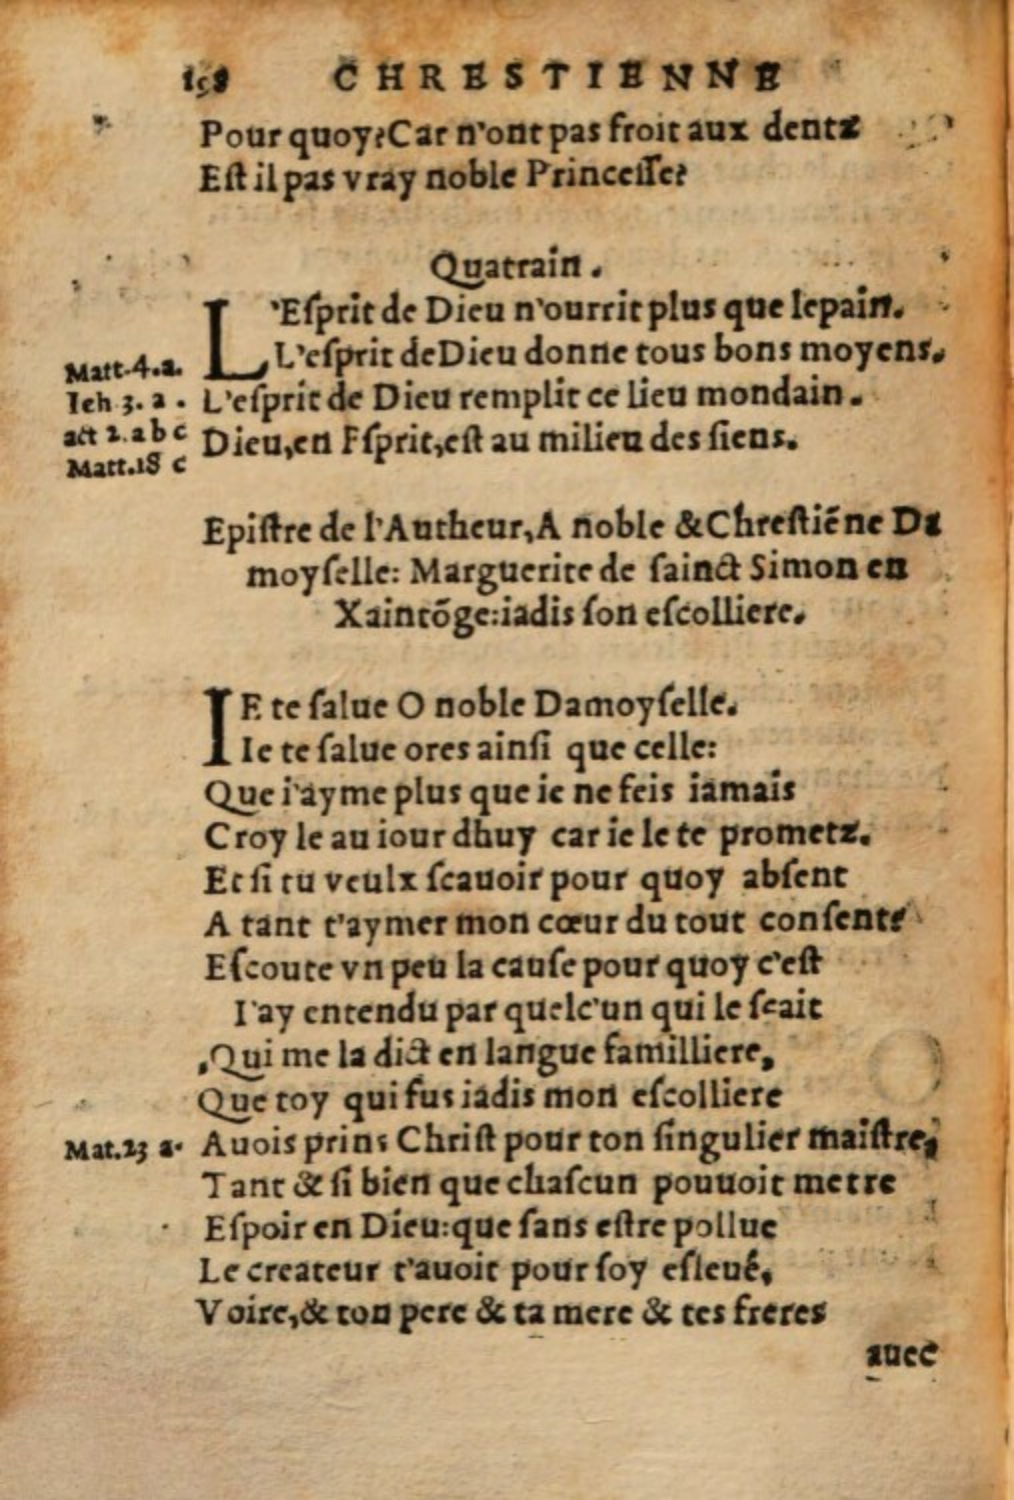 158 CHRESTIENNE
Pour quoy?Car n'ont pas froit aux dentz
Eſt il pas vray noble Princeſſe?
Quatrain.
L'Eſprit de Dieu n'ourrit plus que lepain.
L'eſprit deDieu donne tous bons moyens.
Matt.4.a.
L'eſprit de Dieu remplit ce lieu mondain.
Ieh 3. a.
Dieu,en Fſprit,eſt au milieu des ſiens.
act 2.abc
Matt.18 c
Epiſtre de l'Autheur,A noble &Chreſtiẽne Da
moyſelle: Marguerite de ſainct Simon en
Xaintõge:iadis ſon eſcolliere.
IE te ſalue O noble Damoyſelle.
Ie te ſalue ores ainſi que celle:
Que i'ayme plus que ie ne feis iamais
Croy le au iour dhuy car ie le te prometz.
Et ſi tu veulx ſcauoir pour quoy abſent
A tant t'aymer mon cœur du tout conſent?
Eſcoute vn peu la cauſe pour quoy c'eſt
I'ay entendu par quelc'un qui le ſcait
,Qui me la dict en langue familliere,
Que toy qui fus iadis mon eſcolliere
Mat.23 a. Auois prins Chriſt pour ton ſingulier maiſtre,
Tant & ſi bien que chaſcun pouuoit metre
Eſpoir en Dieu:que ſans eſtre pollue
Le createur t'auoit pour ſoy eſleué,
Voire,& ton pere & ta mere & tes freres
auec